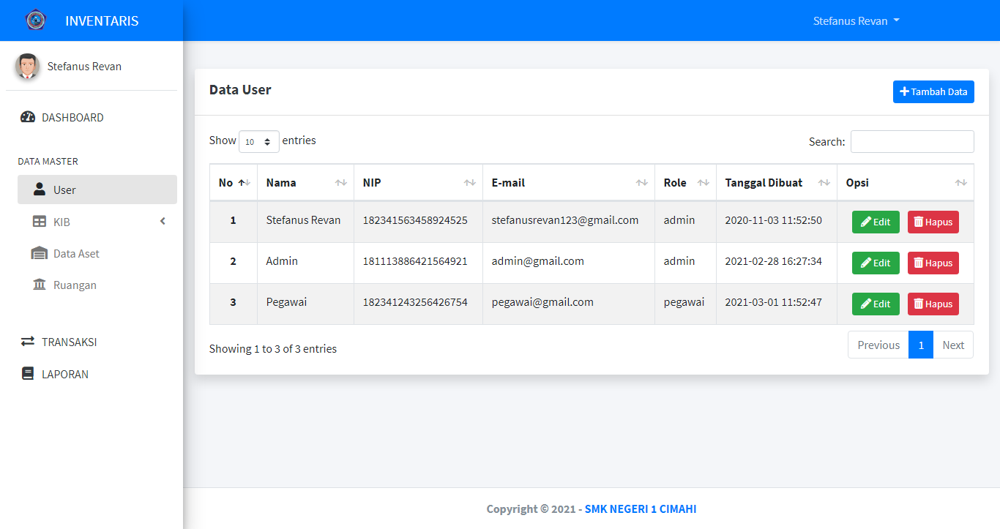 INVENTARIS
Stefanus Revan
Stefanus Revan
DASHBOARD
DATA MASTER
User
KIB
Data Aset
Ruangan
TRANSAKSI
LAPORAN
Data User
Tambah Data
Show 10 entries
Search:
No Nama NIP E-mail Role Tanggal Dibuat Opsi
1 Stefanus Revan 182341563458924525 stefanusrevan123@gmail.com admin 2020-11-03 11:52:50 Edit Hapus
2 Admin 181113886421564921 admin@gmail.com admin 2021-02-28 16:27:34 Edit Hapus
3 Pegawai 182341243256426754 pegawai@gmail.com pegawai 2021-03-01 11:52:47 Edit Hapus
Showing 1 to 3 of 3 entries
Previous 1 Next
Copyright © 2021 - SMK NEGERI 1 CIMAHI